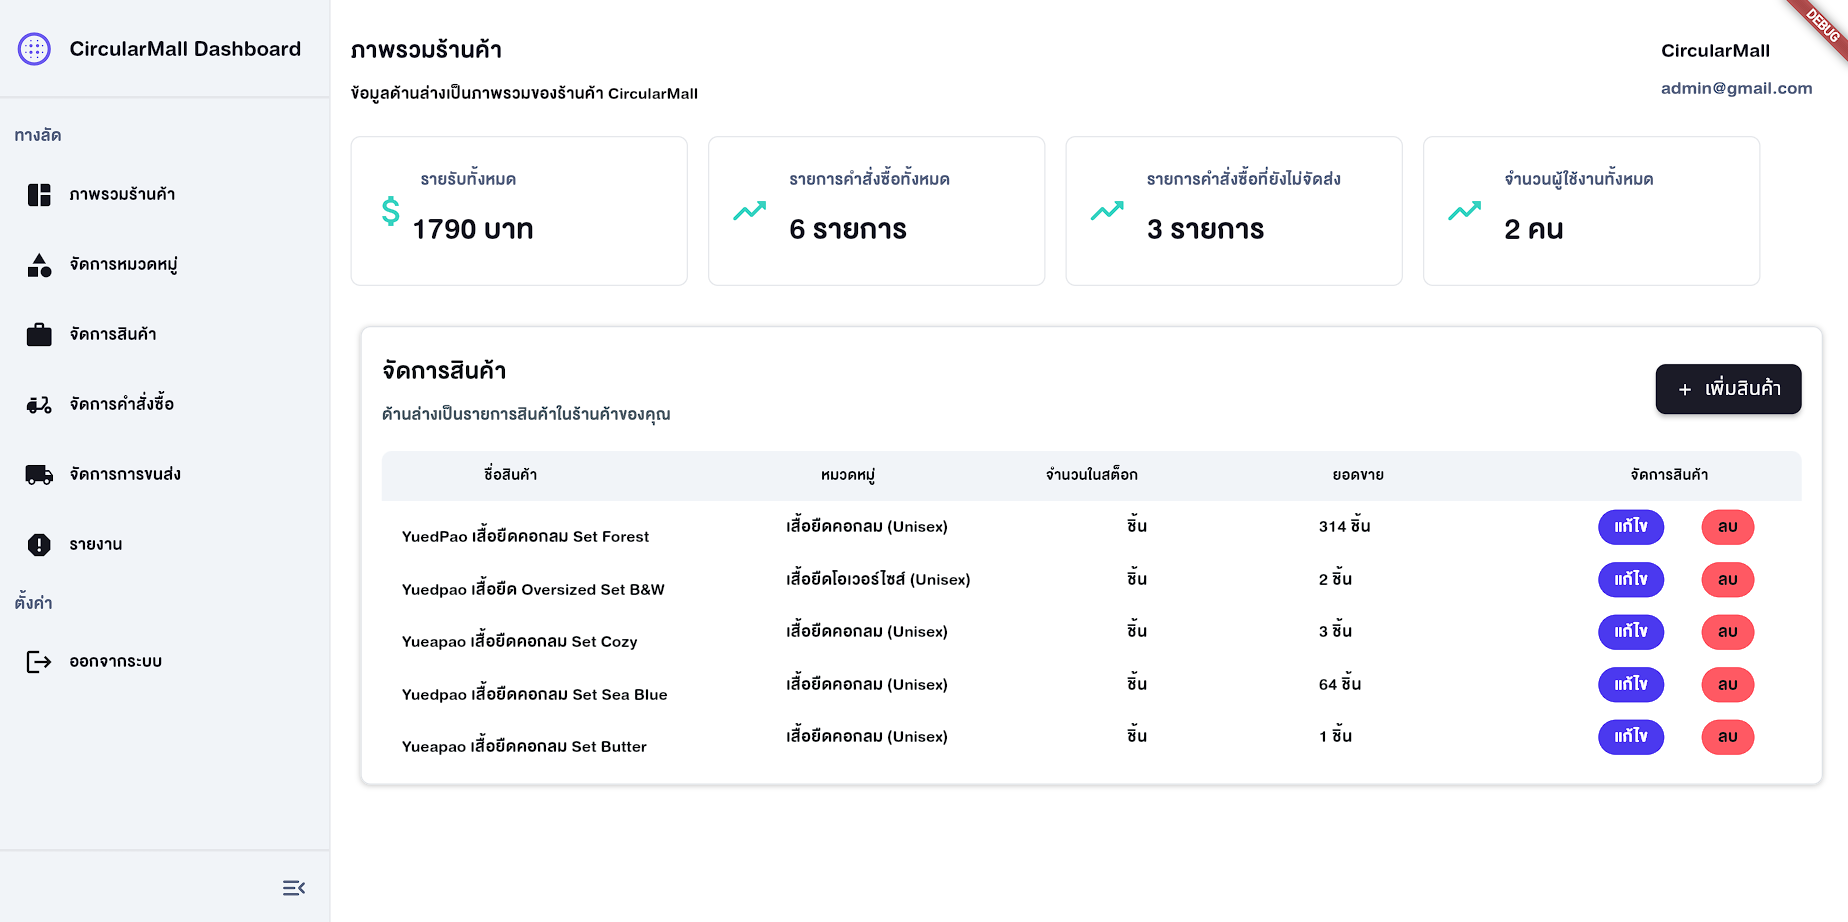 CircularMall Dashboard
ทางลัด
ภาพรวมร้านค้า
จัดการหมวดหมู่
จัดการสินค้า
จัดการคำสั่งซื้อ
จัดการการขนส่ง
รายงาน
ตั้งค่า
ออกจากระบบ
ภาพรวมร้านค้า
ข้อมูลด้านล่างเป็นภาพรวมของร้านค้า CircularMall
CircularMall
admin@gmail.com
DEBUG
รายรับทั้งหมด
$ 1790 บาท
รายการคำสั่งซื้อทั้งหมด
6 รายการ
รายการคำสั่งซื้อที่ยังไม่จัดส่ง
3 รายการ
จำนวนผู้ใช้งานทั้งหมด
2 คน
จัดการสินค้า
ด้านล่างเป็นรายการสินค้าในร้านค้าของคุณ
+ เพิ่มสินค้า
ชื่อสินค้า หมวดหมู่ จำนวนในสต็อก ยอดขาย จัดการสินค้า
YuedPao เสื้อยืดคอกลม Set Forest เสื้อยืดคอกลม (Unisex) ชิ้น 314 ชิ้น แก้ไข ลบ
Yuedpao เสื้อยืด Oversized Set B&W เสื้อยืดโอเวอร์ไซส์ (Unisex) ชิ้น 2 ชิ้น แก้ไข ลบ
Yueapao เสื้อยืดคอกลม Set Cozy เสื้อยืดคอกลม (Unisex) ชิ้น 3 ชิ้น แก้ไข ลบ
Yuedpao เสื้อยืดคอกลม Set Sea Blue เสื้อยืดคอกลม (Unisex) ชิ้น 64 ชิ้น แก้ไข ลบ
Yueapao เสื้อยืดคอกลม Set Butter เสื้อยืดคอกลม (Unisex) ชิ้น 1 ชิ้น แก้ไข ลบ